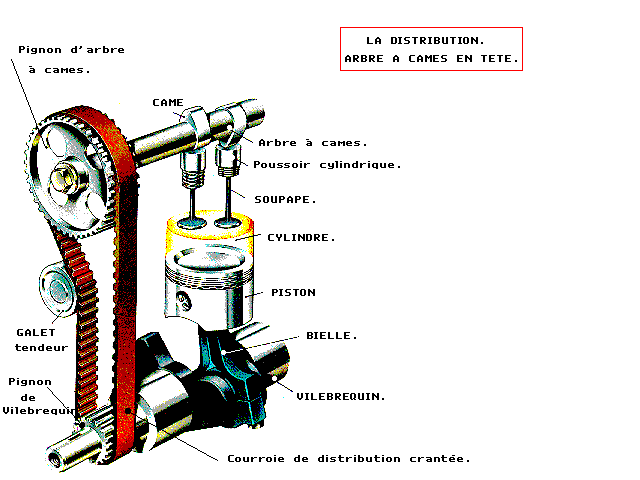 LA DISTRIBUTION.
ARBRE A CAMES EN TETE.
Pignon d'arbre
à cames.
CAME
Arbre à cames.
Poussoir cylindrique.
SOUPAPE.
CYLINDRE.
PISTON
GALET
tendeur
BIELLE.
Pignon
de
Vilebrequin
VILEBREQUIN.
Courroie de distribution crantée.